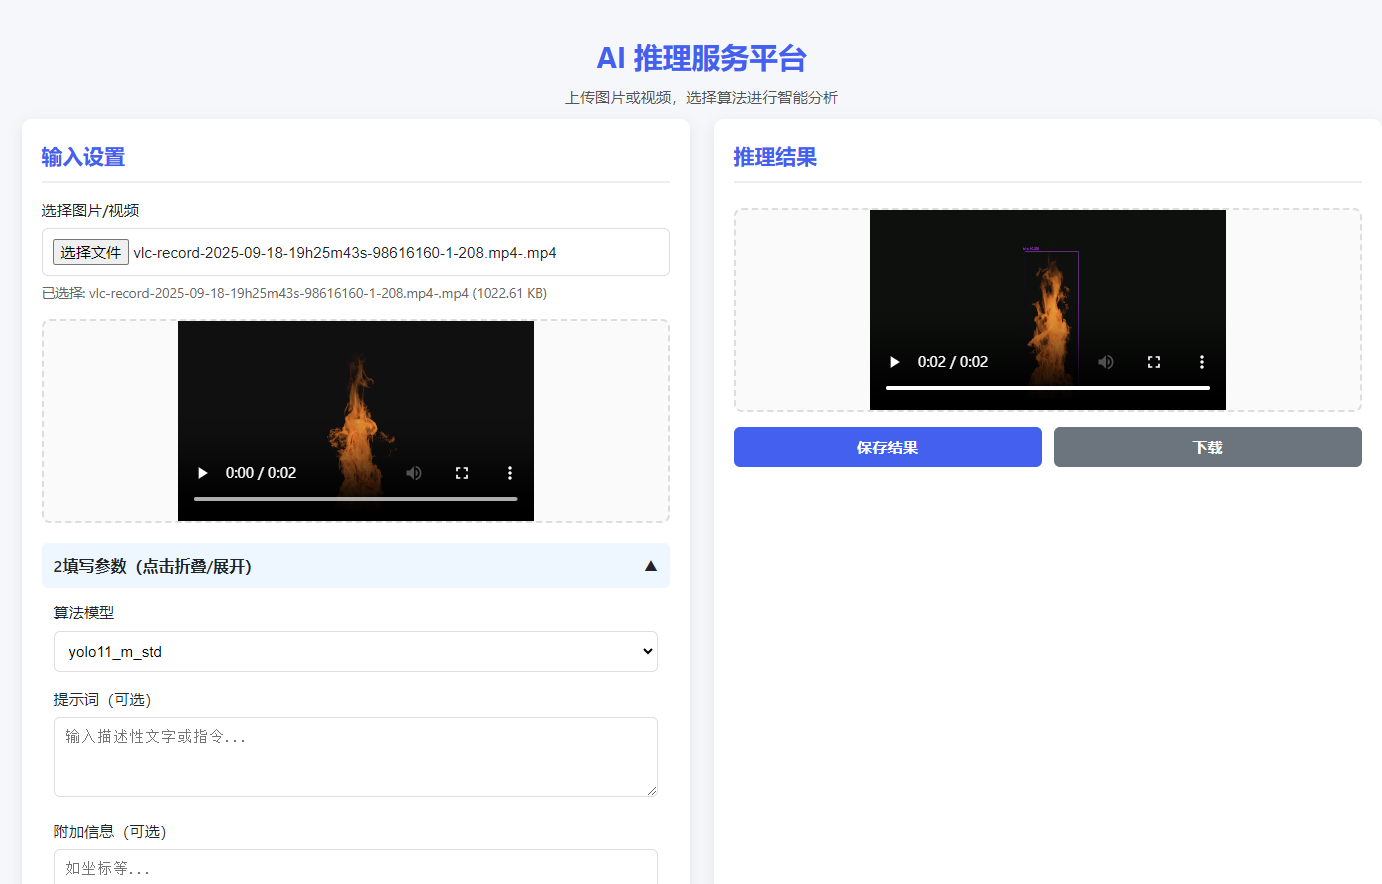 AI 推理服务平台
上传图片或视频，选择算法进行智能分析
输入设置
选择图片/视频
选择文件 vlc-record-2025-09-18-19h25m43s-98616160-1-208.mp4-.mp4
已选择: vlc-record-2025-09-18-19h25m43s-98616160-1-208.mp4-.mp4 (1022.61 KB)
0:00 / 0:02
2填写参数（点击折叠/展开）
▲
算法模型
yolo11_m_std
提示词（可选）
输入描述性文字或指令...
附加信息（可选）
如坐标等...
推理结果
0:02 / 0:02
保存结果
下载